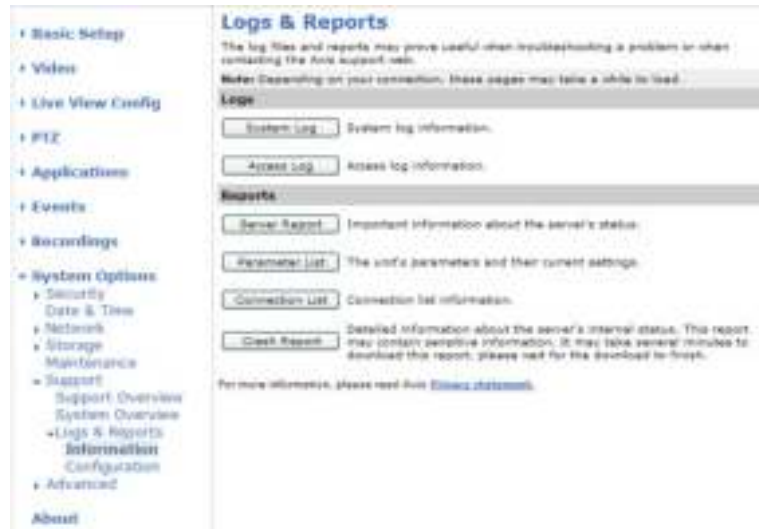 Basic Setup
Video
Live View Config
PTZ
Applications
Events
Recordings
System Options
Security
Date & Time
Network
Storage
Maintenance
Support
Support Overview
System Overview
Logs & Reports
Information
Configuration
Advanced
About
Logs & Reports
The log files and reports may prove useful when troubleshooting a problem or when
contacting the Axis support web.
Note: Depending on your connection, these pages may take a while to load.
Logs
System Log System log information.
Access Log Access log information.
Reports
Server Report Important information about the server's status.
Parameter List The unit's parameters and their current settings.
Connection List Connection list information.
Crash Report Detailed information about the server's internal status. This report
may contain sensitive information. It may take several minutes to
download this report, please wait for the download to finish.
For more information, please read Axis Privacy statement.